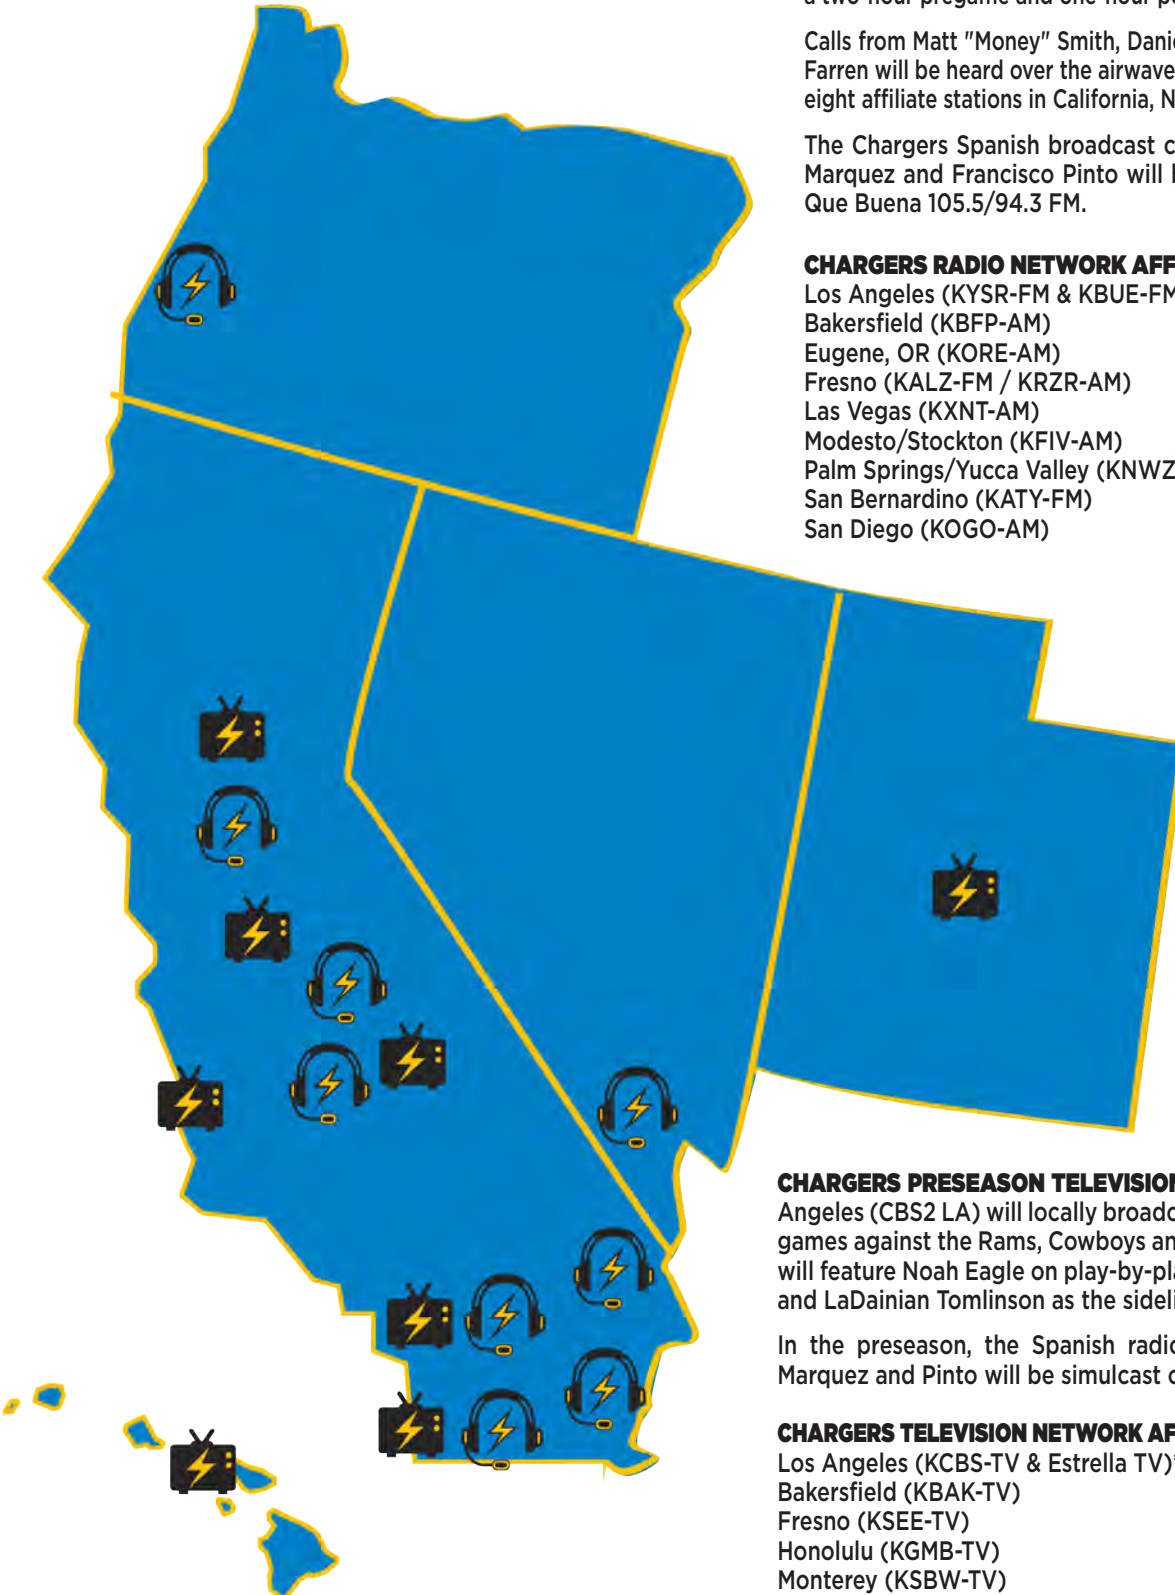 Calls from Matt "Money" Smith, Dani
Farren will be heard over the airwave
eight affiliate stations in California, N
The Chargers Spanish broadcast c
Marquez and Francisco Pinto will
Que Buena 105.5/94.3 FM.
CHARGERS RADIO NETWORK AFF
Los Angeles (KYSR-FM & KBUE-FM
Bakersfield (KBFP-AM)
Eugene, OR (KORE-AM)
Fresno (KALZ-FM / KRZR-AM)
Las Vegas (KXNT-AM)
Modesto/Stockton (KFIV-AM)
Palm Springs/Yucca Valley (KNWZ
San Bernardino (KATY-FM)
San Diego (KOGO-AM)
CHARGERS PRESEASON TELEVISION
Angeles (CBS2 LA) will locally broadc
games against the Rams, Cowboys an
will feature Noah Eagle on play-by-pla
and LaDainian Tomlinson as the sideli
In the preseason, the Spanish radio
Marquez and Pinto will be simulcast o
CHARGERS TELEVISION NETWORK AF
Los Angeles (KCBS-TV & Estrella TV)
Bakersfield (KBAK-TV)
Fresno (KSEE-TV)
Honolulu (KGMB-TV)
Monterey (KSBW-TV)